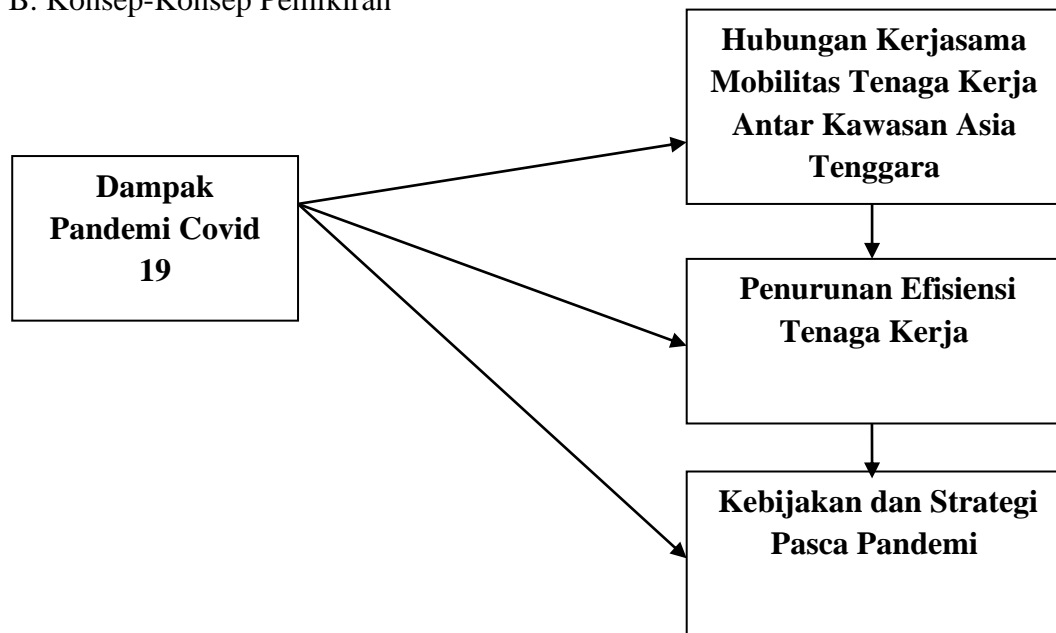 B. Konsep-Konsep Pemikiran
Hubungan Kerjasama
Mobilitas Tenaga Kerja
Antar Kawasan Asia
Tenggara
Dampak
Pandemi Covid
19
Penurunan Efisiensi
Tenaga Kerja
Kebijakan dan Strategi
Pasca Pandemi